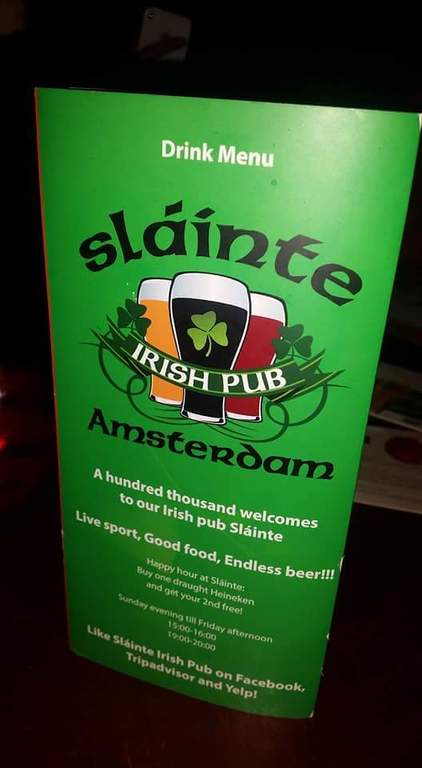 Drink Menu
sláinte
IRISH PUB
Amsterdam
A hundred thousand welcomes
to our Irish pub Sláinte
Live sport, Good food, Endless beer!!!
Happy hour at Sláinte:
Buy one draught Heineken
and get your 2nd free!
Sunday evening till Friday afternoon
15:00-16:00
19:00-20:00
Like Sláinte Irish Pub on Facebook,
Tripadvisor and Yelp!